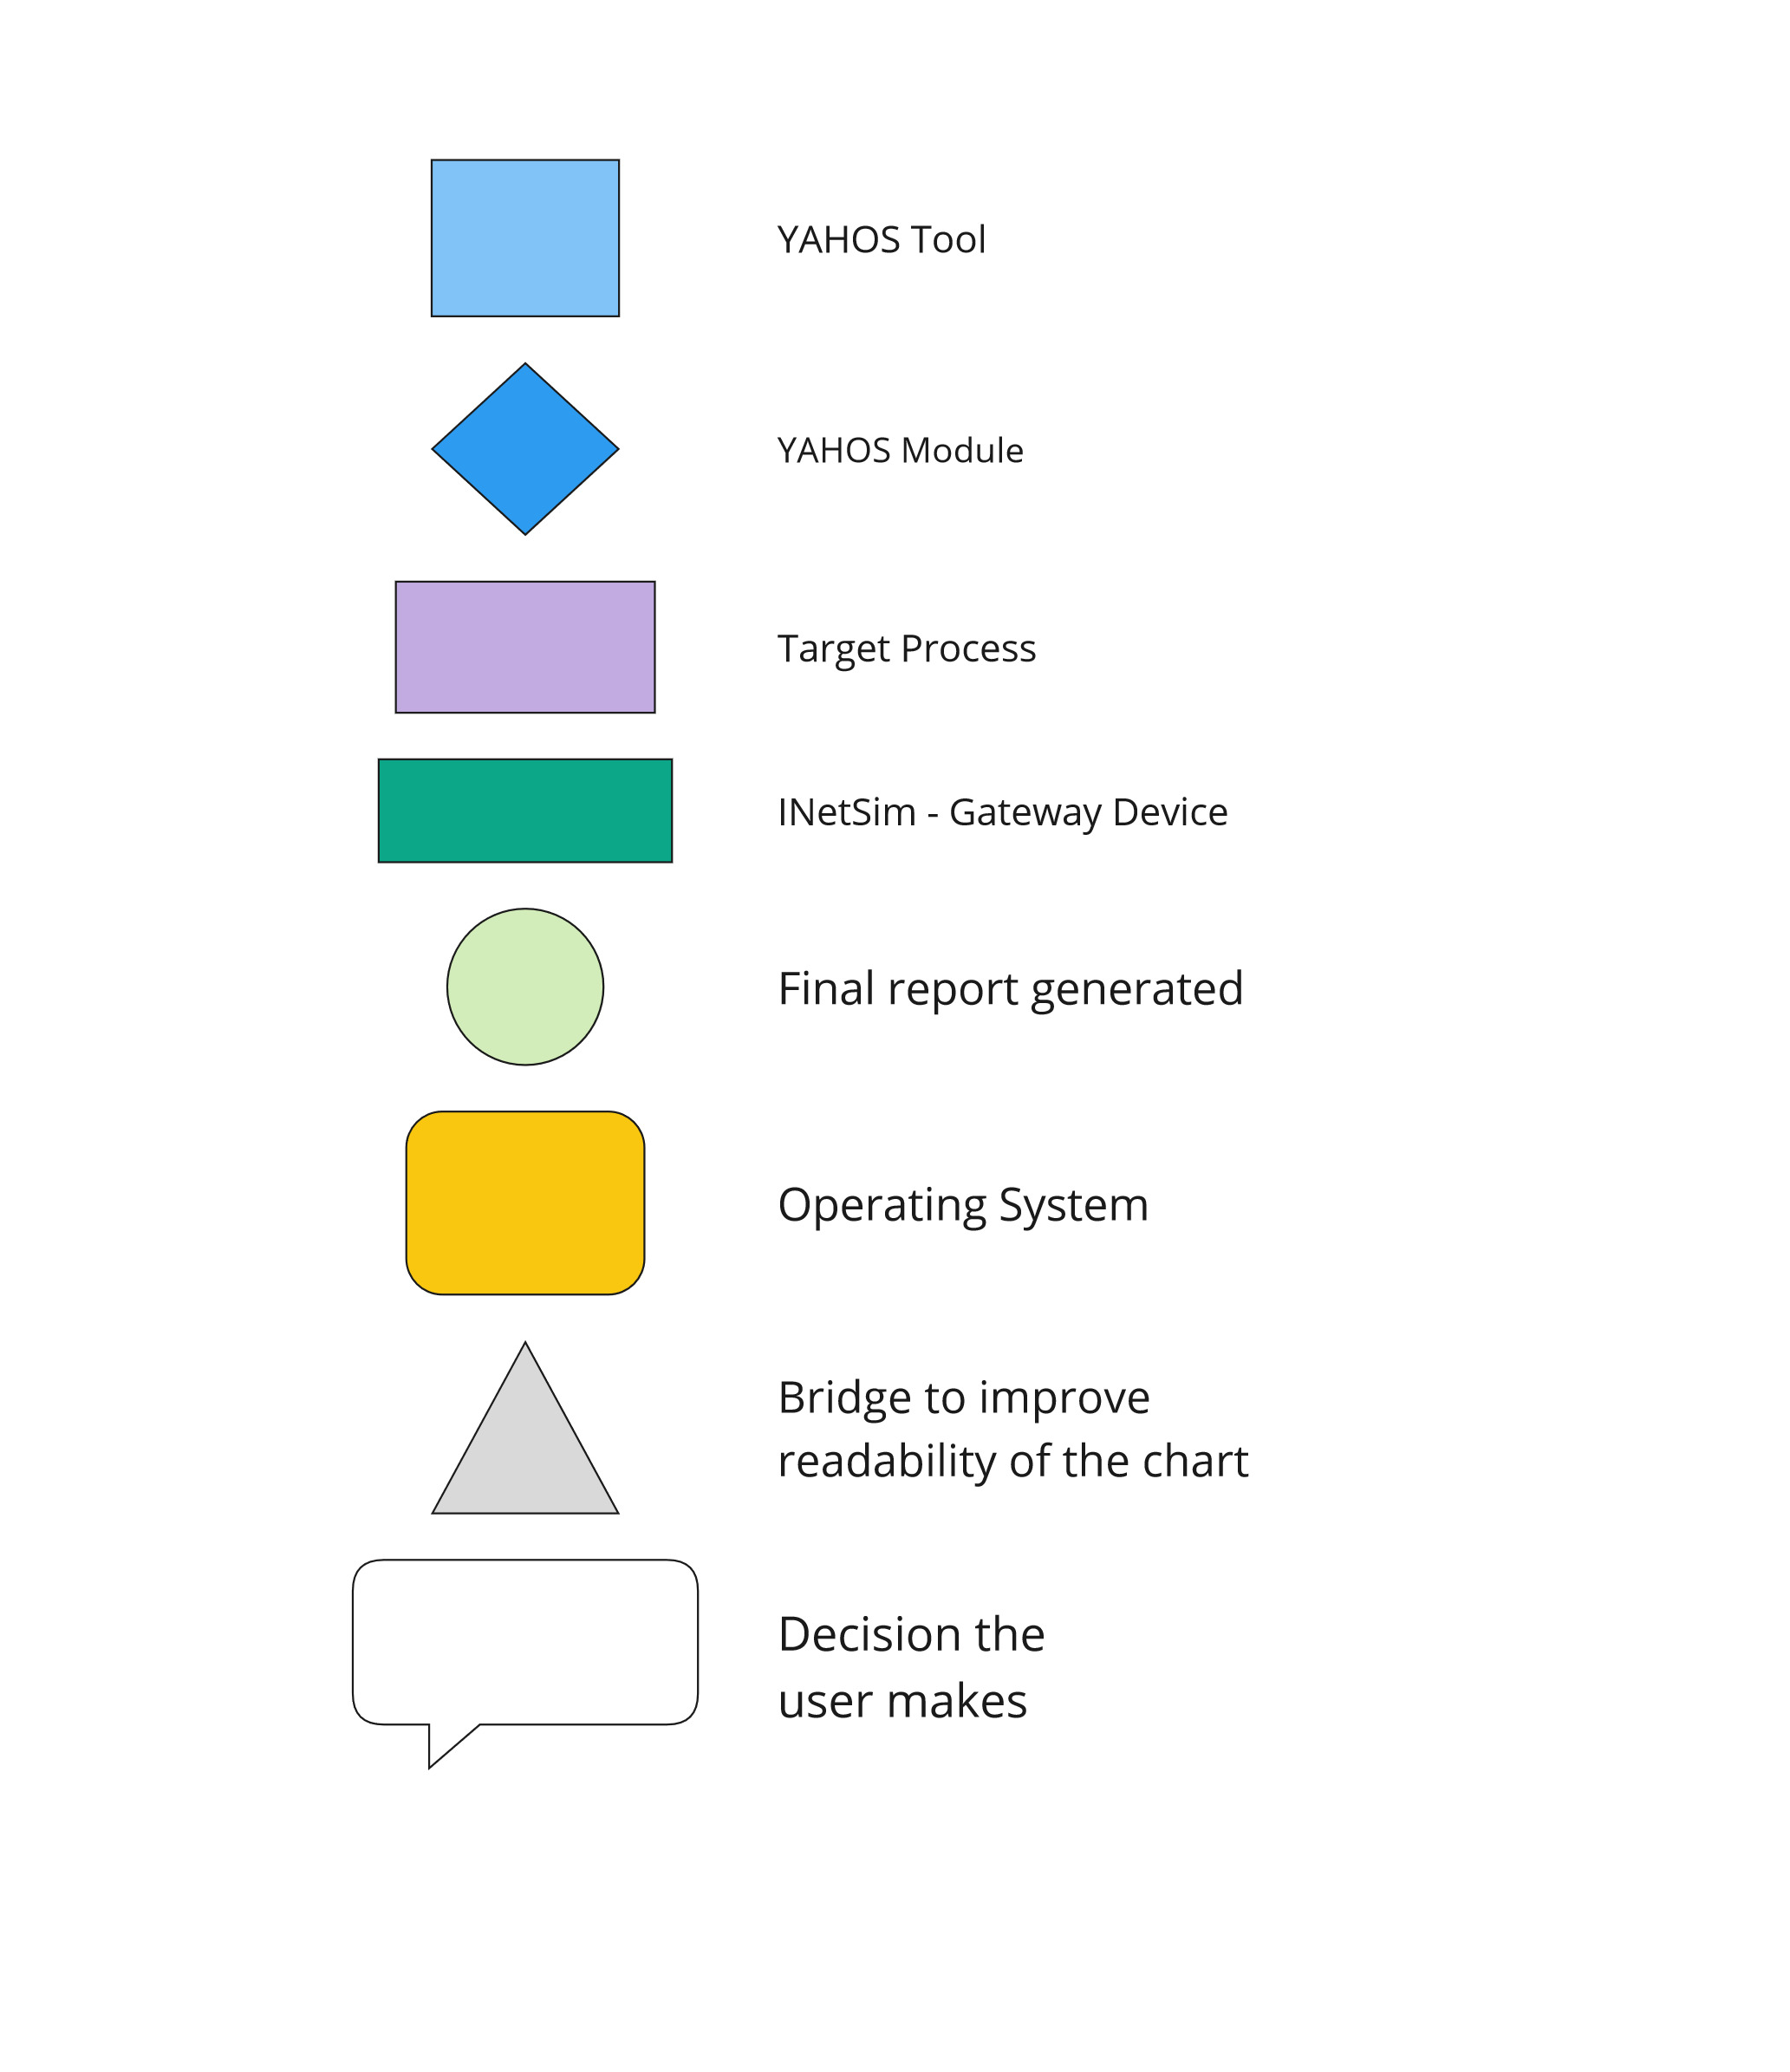 YAHOS Tool
YAHOS Module
Target Process
INetSim - Gateway Device
Final report generated
Operating System
Bridge to improve
readability of the chart
Decision the
user makes